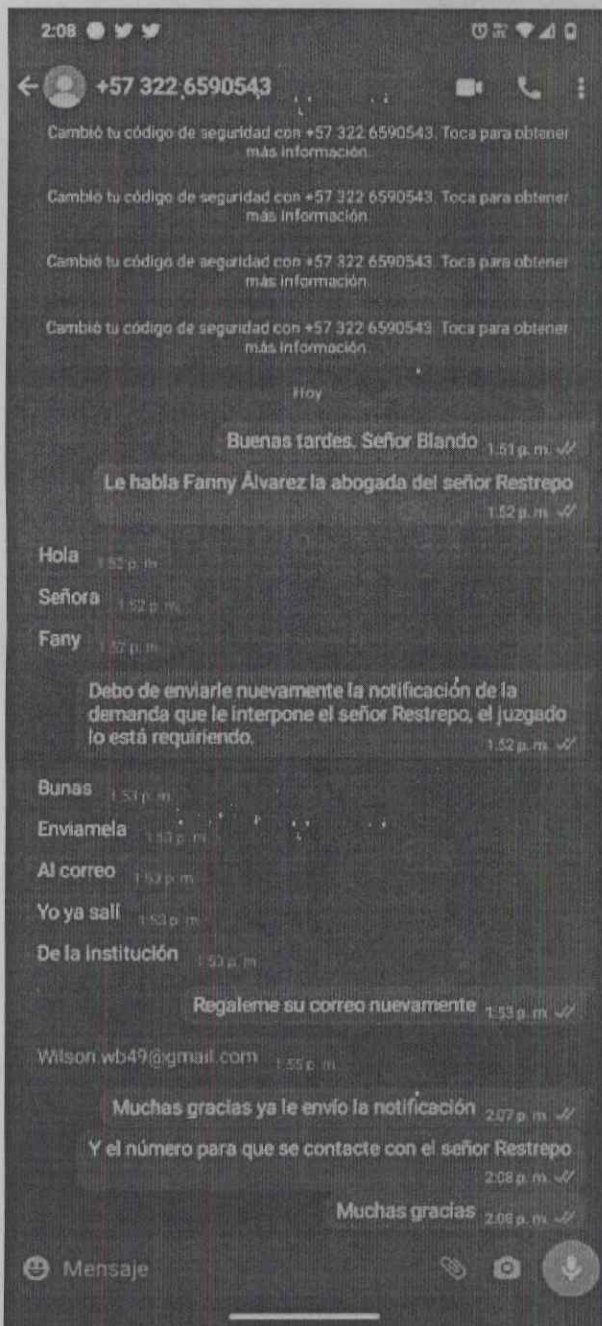 2:08
+57 322 6590543
Cambió tu código de seguridad con +57 322 6590543. Toca para obtener
más información.
Cambió tu código de seguridad con +57 322 6590543. Toca para obtener
más información.
Cambió tu código de seguridad con +57 322 6590543. Toca para obtener
más información.
Cambió tu código de seguridad con +57 322 6590543. Toca para obtener
más información.
Hoy
Buenas tardes. Señor Blando 1:51 p. m.
Le habla Fanny Álvarez la abogada del señor Restrepo
1:52 p. m.
Hola 1:52 p. m.
Señora 1:52 p. m.
Fany 1:52 p. m.
Debo de enviarle nuevamente la notificación de la
demanda que le interpone el señor Restrepo, el juzgado
lo está requiriendo. 1:52 p. m.
Bunas 1:53 p. m.
Enviamela 1:53 p. m.
Al correo 1:53 p. m.
Yo ya salí 1:53 p. m.
De la institución 1:53 p. m.
Regaleme su correo nuevamente 1:53 p. m.
Wilson.wb49@gmail.com 1:55 p. m.
Muchas gracias ya le envío la notificación 2:07 p. m.
Y el número para que se contacte con el señor Restrepo
2:08 p. m.
Muchas gracias 2:08 p. m.
Mensaje